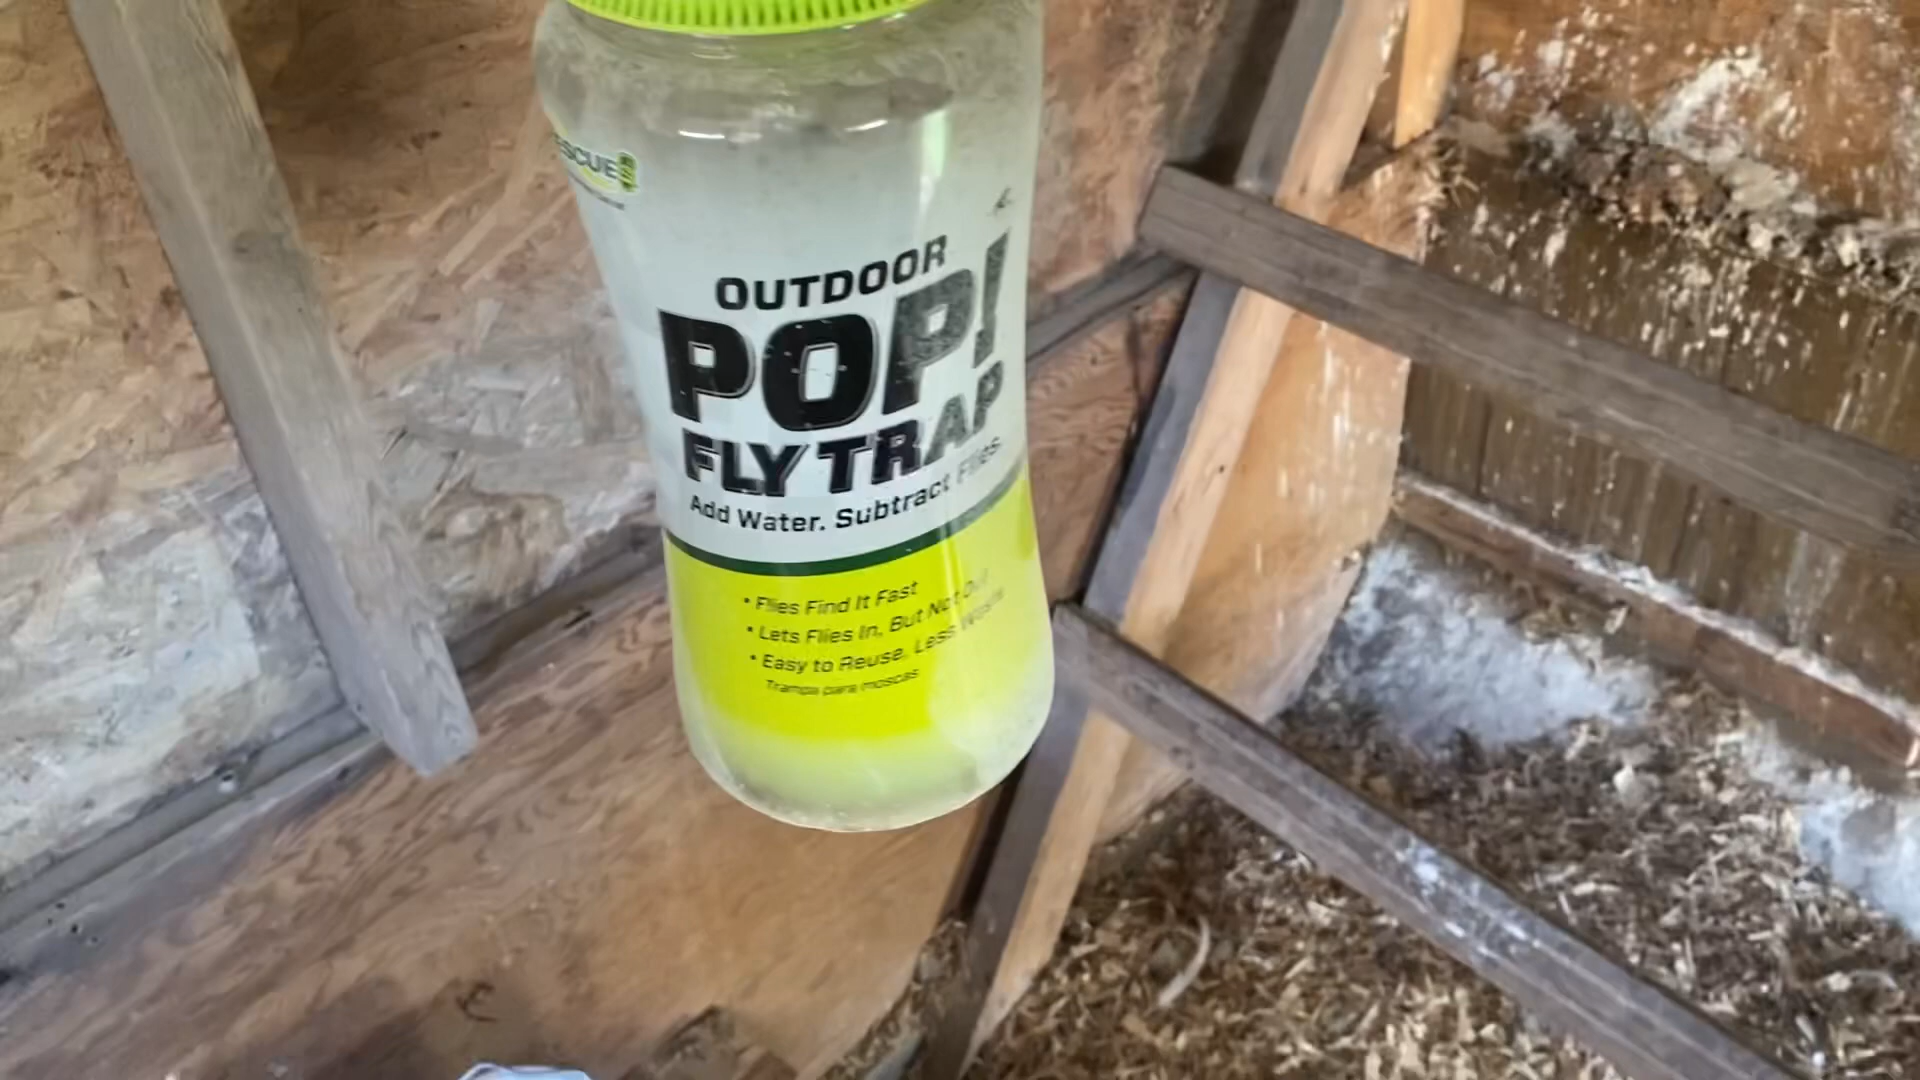 ESCUE
OUTDOOR
POP!
FLY TRAP
Add Water. Subtract Flies.
• Flies Find It Fast
• Lets Flies In, But Not Out
• Easy to Reuse, Less Waste
Trampa para moscas